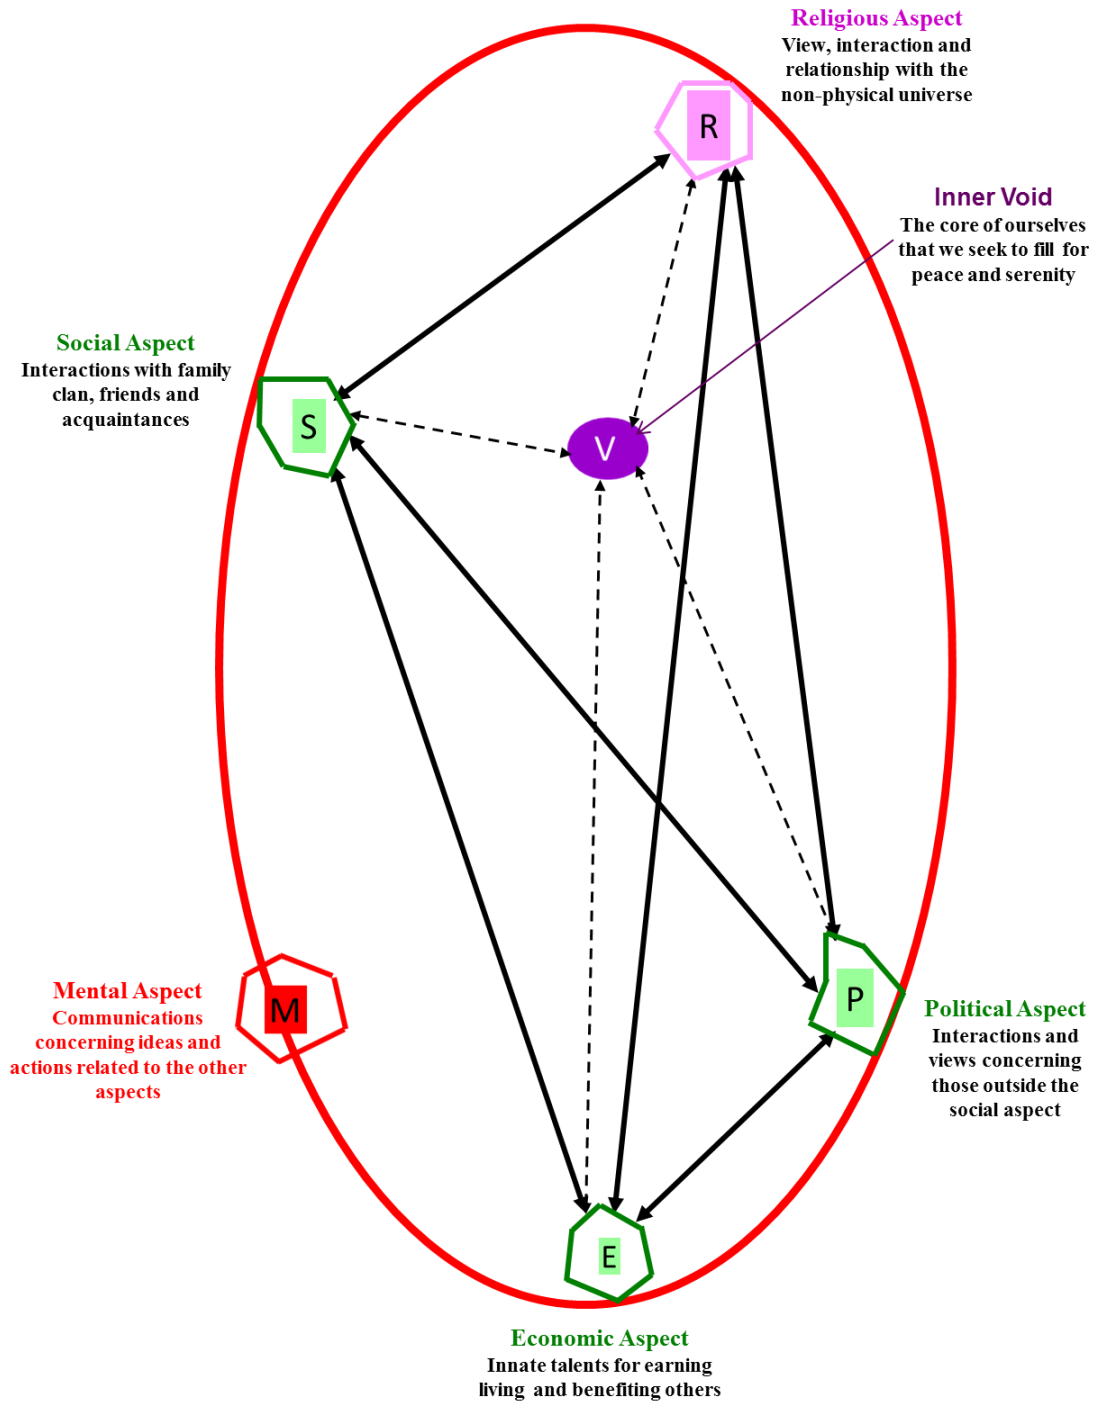 Religious Aspect
View, interaction and
relationship with the
non-physical universe
R
Inner Void
The core of ourselves
that we seek to fill for
peace and serenity
Social Aspect
Interactions with family
clan, friends and
acquaintances
S
V
Mental Aspect
Communications
concerning ideas and
actions related to the other
aspects
M
P
Political Aspect
Interactions and
views concerning
those outside the
social aspect
E
Economic Aspect
Innate talents for earning
living and benefiting others